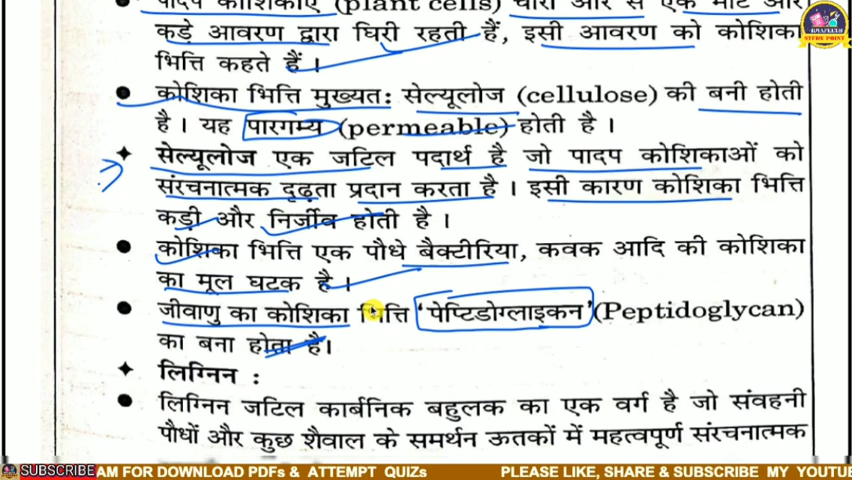 पादप कोशिकाएँ (plant cells) चारों ओर से एक मोटे और
कड़े आवरण द्वारा घिरी रहती हैं, इसी आवरण को कोशिका
भित्ति कहते हैं ।
● कोशिका भित्ति मुख्यत: सेल्यूलोज (cellulose) की बनी होती
है । यह पारगम्य (permeable) होती है ।
✦ सेल्यूलोज एक जटिल पदार्थ है जो पादप कोशिकाओं को
संरचनात्मक दृढ़ता प्रदान करता है । इसी कारण कोशिका भित्ति
कड़ी और निर्जीव होती है ।
● कोशिका भित्ति एक पौधे बैक्टीरिया, कवक आदि की कोशिका
का मूल घटक है ।
● जीवाणु का कोशिका भित्ति ‘पेप्टिडोग्लाइकन’ (Peptidoglycan)
का बना होता है।
✦ लिग्निन :
● लिग्निन जटिल कार्बनिक बहुलक का एक वर्ग है जो संवहनी
पौधों और कुछ शैवाल के समर्थन ऊतकों में महत्वपूर्ण संरचनात्मक
STUDY POINT
SUBSCRIBE AM FOR DOWNLOAD PDFs & ATTEMPT QUIZs PLEASE LIKE, SHARE & SUBSCRIBE MY YOUTU